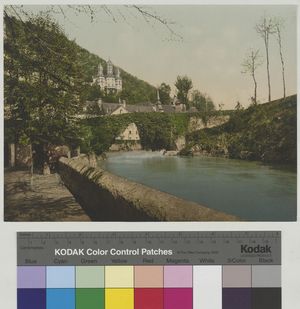 Kodak
KODAK Color Control Patches
Blue Cyan Green Yellow Red Magenta White 3/Color Black